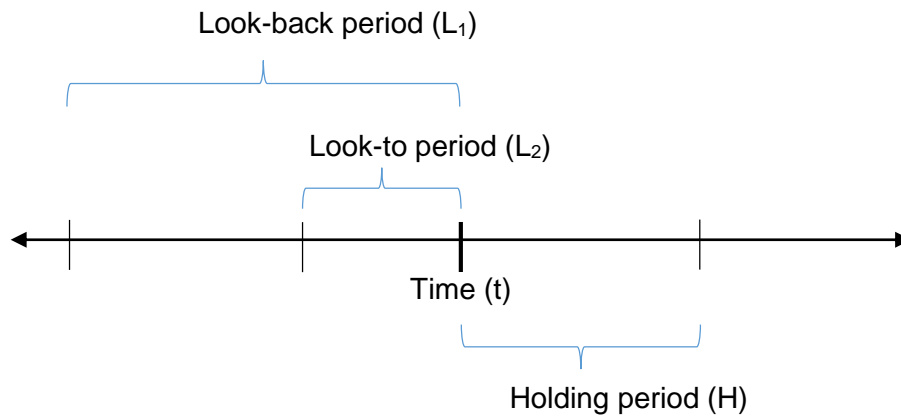 Look-back period (L₁)
Look-to period (L₂)
Time (t)
Holding period (H)